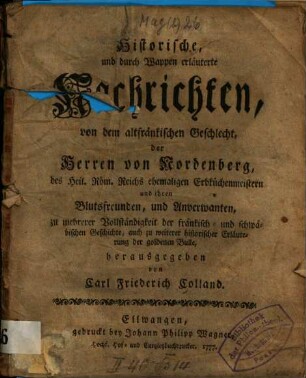 Historische,
und durch Wappen erläuterte
Nachrichten,
von dem altfränkischen Geschlecht,
der
Herren von Nordenberg,
des Heil. Röm. Reichs ehemaligen Erbküchenmeistern
und ihren
Blutsfreunden, und Anverwanten,
zu mehrerer Vollständigkeit der fränkisch- und schwä-
bischen Geschichte, auch zu weiterer historischer Erläute-
rung der goldenen Bulle,
herausgegeben
von
Carl Friederich Colland.
Ellwangen,
gedruckt bey Johann Philipp Wagner
Hochf. Hof- und Canzleybuchdrucker. 1777.